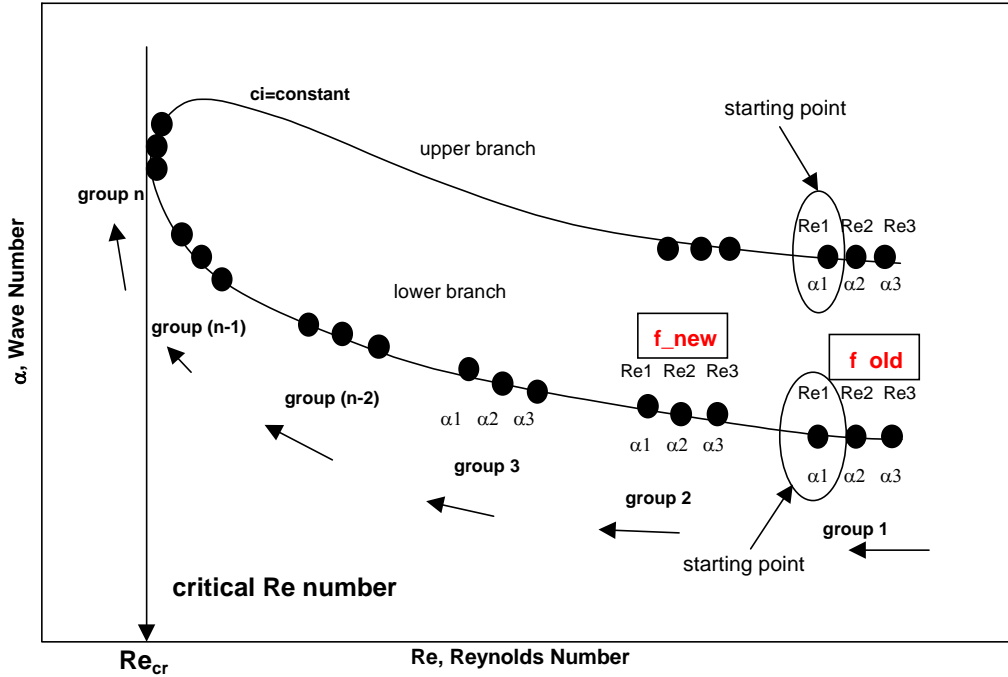 ci=constant
starting point
upper branch
group n
Re1 Re2 Re3
α1 α2 α3
lower branch
α, Wave Number
group (n-1)
f_new
f_old
Re1 Re2 Re3
Re1 Re2 Re3
group (n-2)
α1 α2 α3
α1 α2 α3
α1 α2 α3
group 3
group 2
group 1
starting point
critical Re number
Recr
Re, Reynolds Number